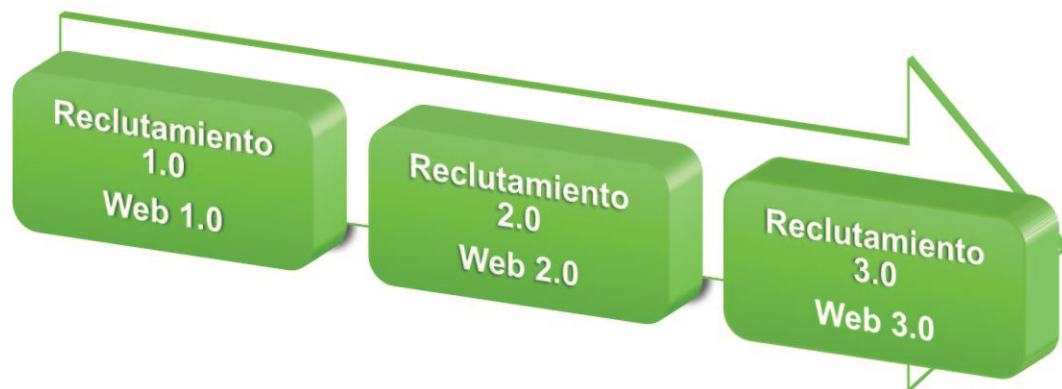 Reclutamiento
1.0
Web 1.0
Reclutamiento
2.0
Web 2.0
Reclutamiento
3.0
Web 3.0